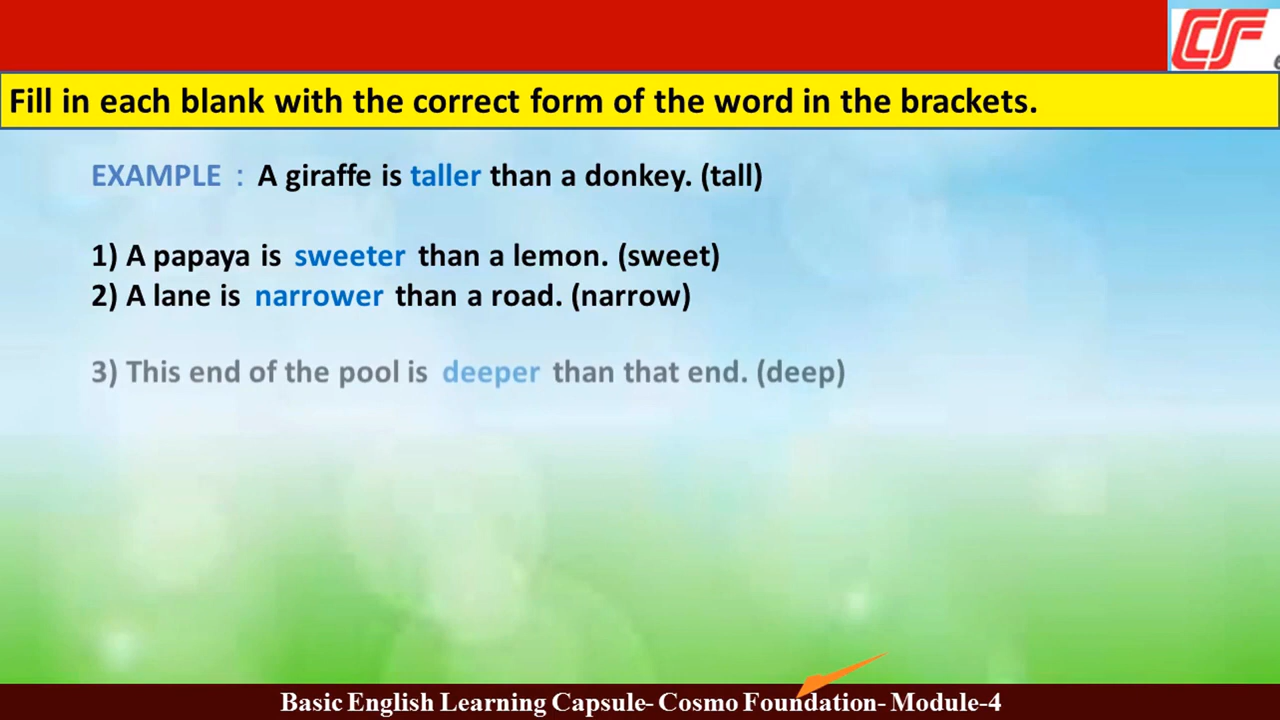 CF
Fill in each blank with the correct form of the word in the brackets.
EXAMPLE : A giraffe is taller than a donkey. (tall)
1) A papaya is sweeter than a lemon. (sweet)
2) A lane is narrower than a road. (narrow)
3) This end of the pool is deeper than that end. (deep)
Basic English Learning Capsule- Cosmo Foundation- Module-4